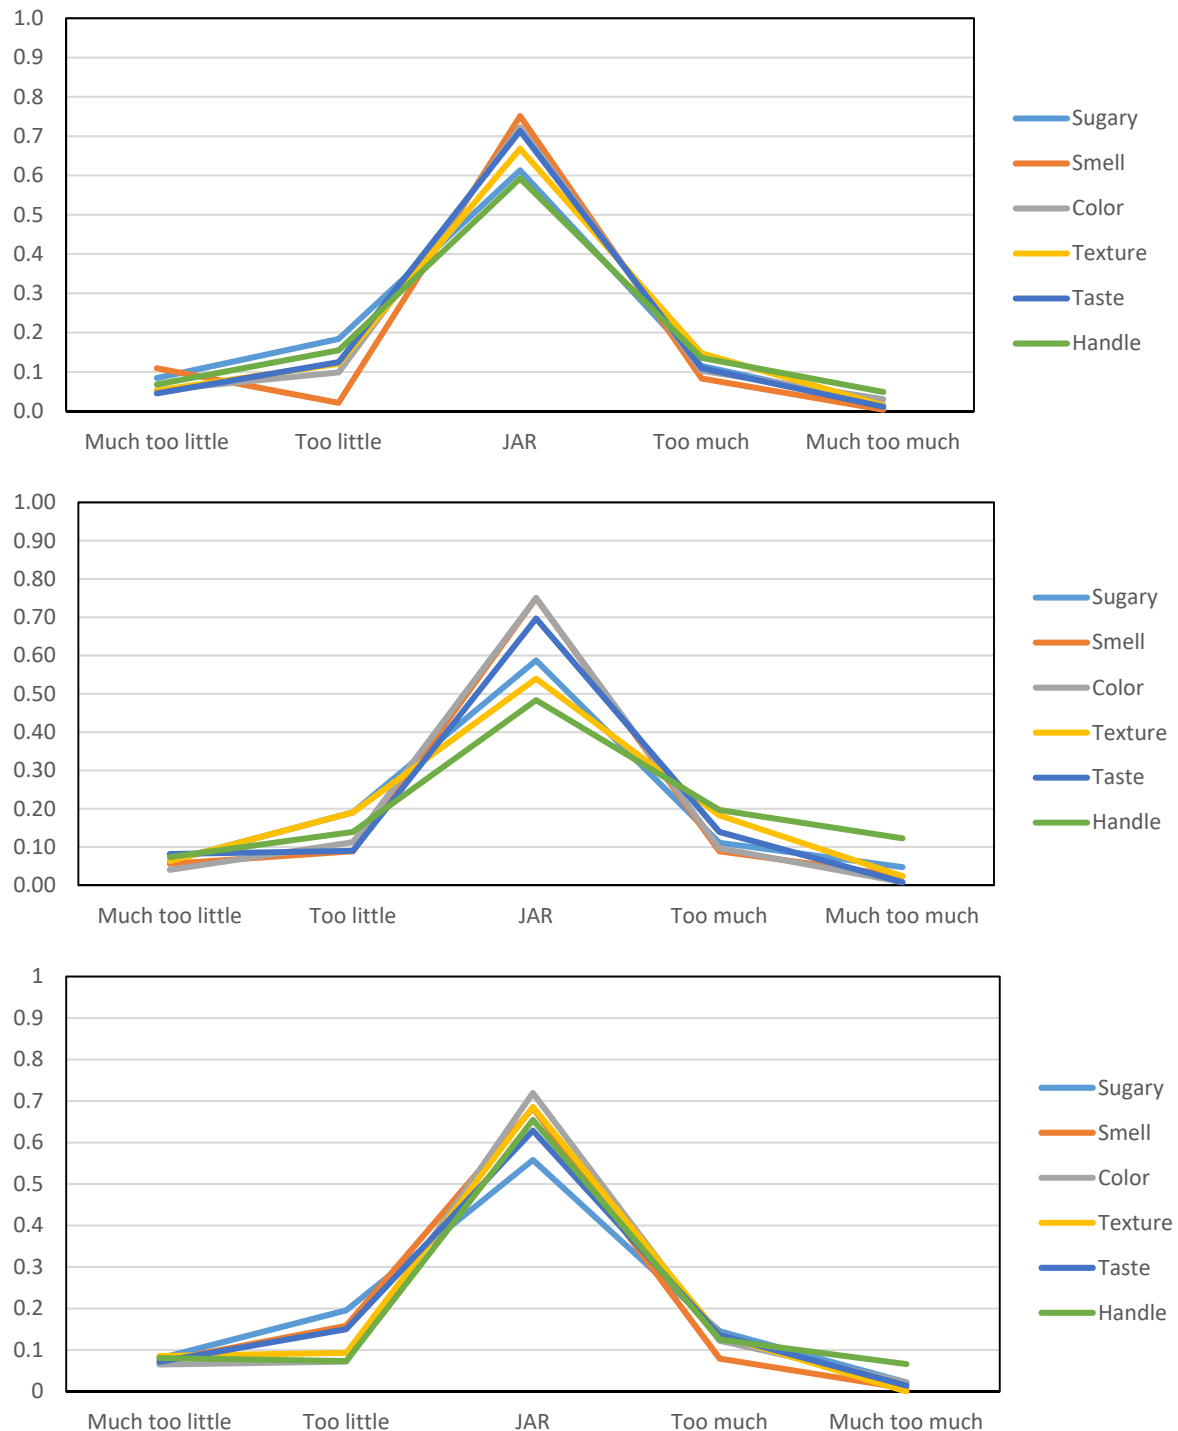 1.0
0.9
0.8
0.7
0.6
0.5
0.4
0.3
0.2
0.1
0.0
Much too little Too little JAR Too much Much too much
Sugary
Smell
Color
Texture
Taste
Handle
1.00
0.90
0.80
0.70
0.60
0.50
0.40
0.30
0.20
0.10
0.00
Much too little Too little JAR Too much Much too much
Sugary
Smell
Color
Texture
Taste
Handle
1
0.9
0.8
0.7
0.6
0.5
0.4
0.3
0.2
0.1
0
Much too little Too little JAR Too much Much too much
Sugary
Smell
Color
Texture
Taste
Handle